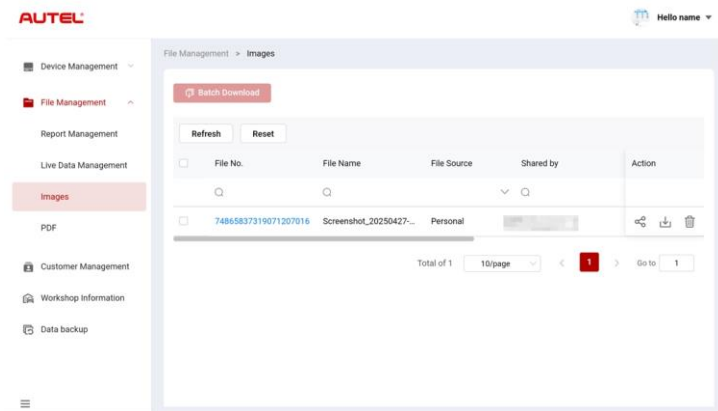 AUTEL
Hello name
Device Management
File Management > Images
Batch Download
File Management
Report Management
Refresh Reset
Live Data Management
File No. File Name File Source Shared by Action
Images
74865837319071207016 Screenshot_20250427-... Personal
PDF
Total of 1 10/page < 1 > Go to 1
Customer Management
Workshop Information
Data backup